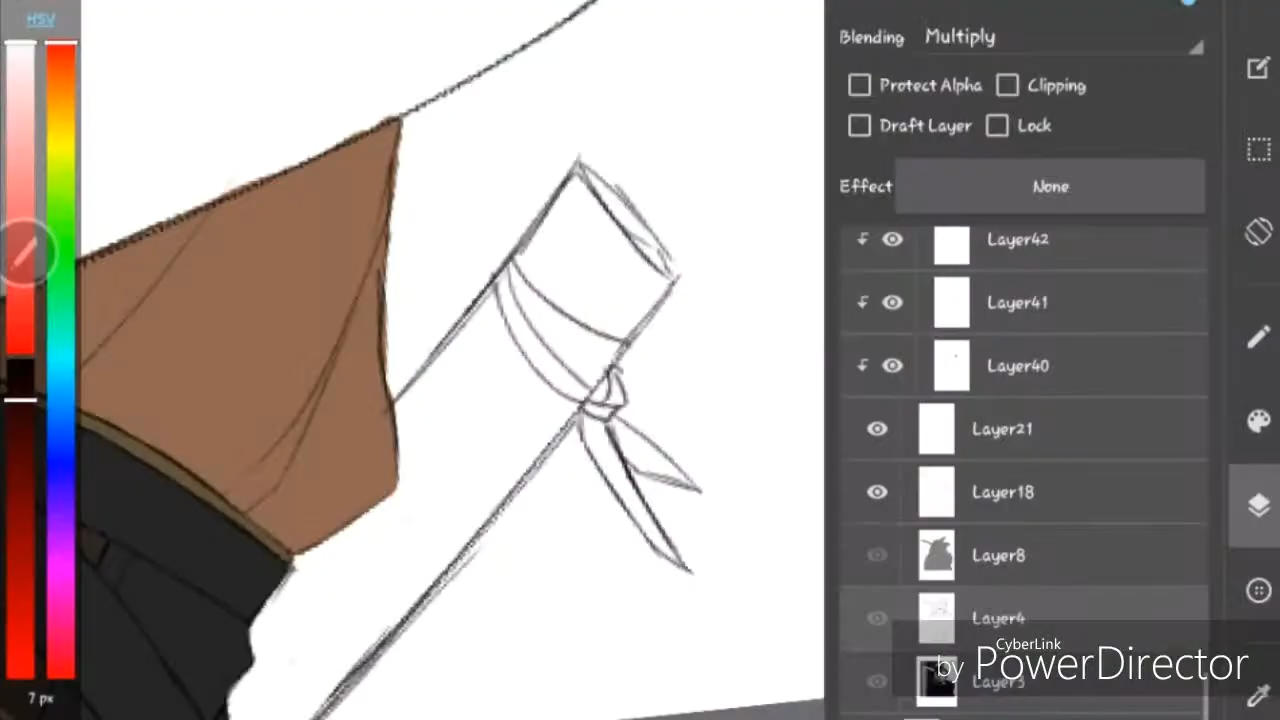 HSV
Blending Multiply
Protect Alpha Clipping
Draft Layer Lock
Effect None
Layer42
Layer41
Layer40
Layer21
Layer18
Layer8
Layer4
CyberLink
by PowerDirector
Layer3
7 px